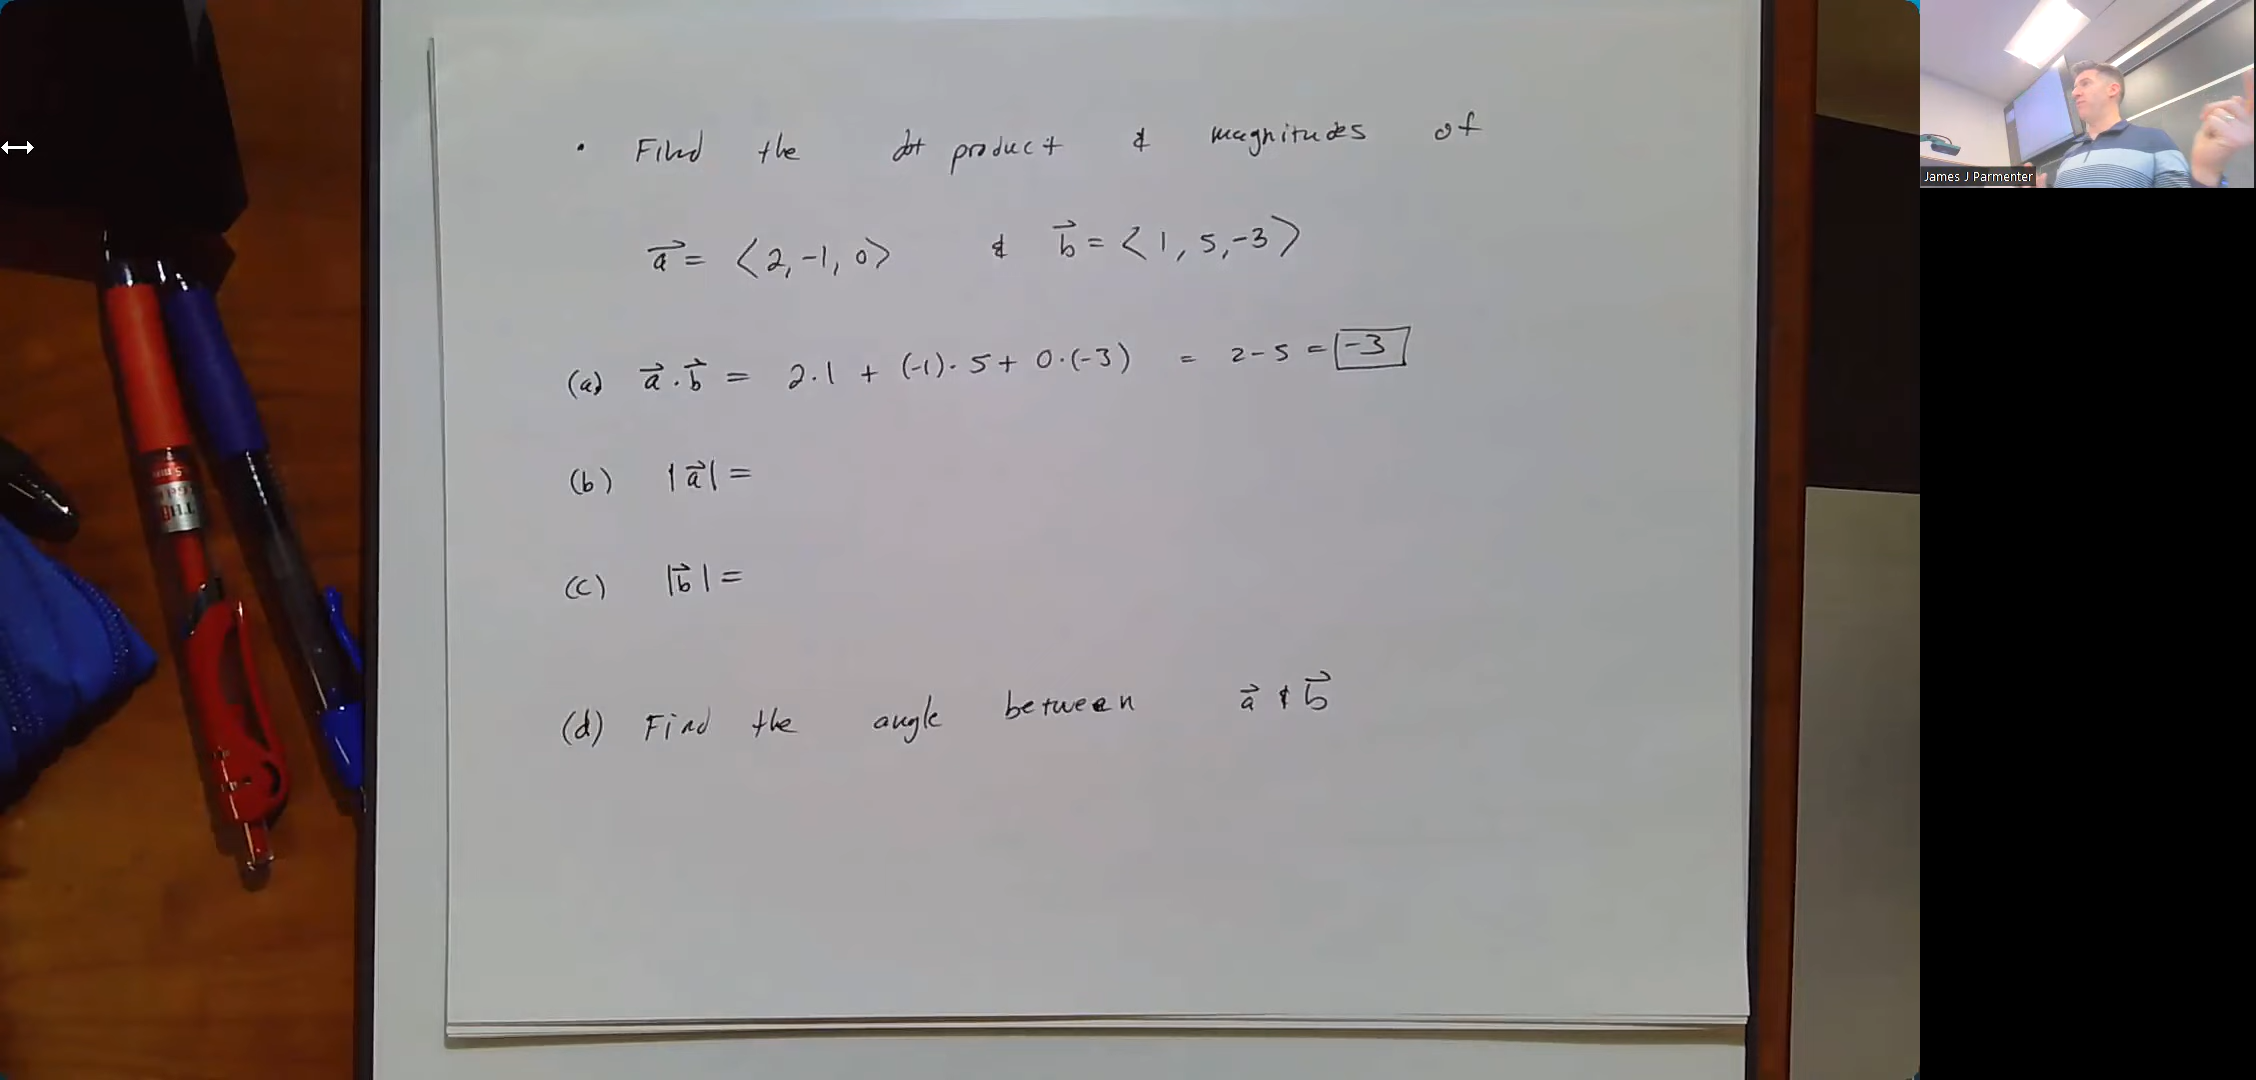 • Find the dot product & magnitudes of
a⃗ = ⟨2, -1, 0⟩ & b⃗ = ⟨1, 5, -3⟩
(a) a⃗ · b⃗ = 2·1 + (-1)·5 + 0·(-3) = 2-5 = -3
(b) |a⃗| =
(c) |b⃗| =
(d) Find the angle between a⃗ & b⃗
James J Parmenter